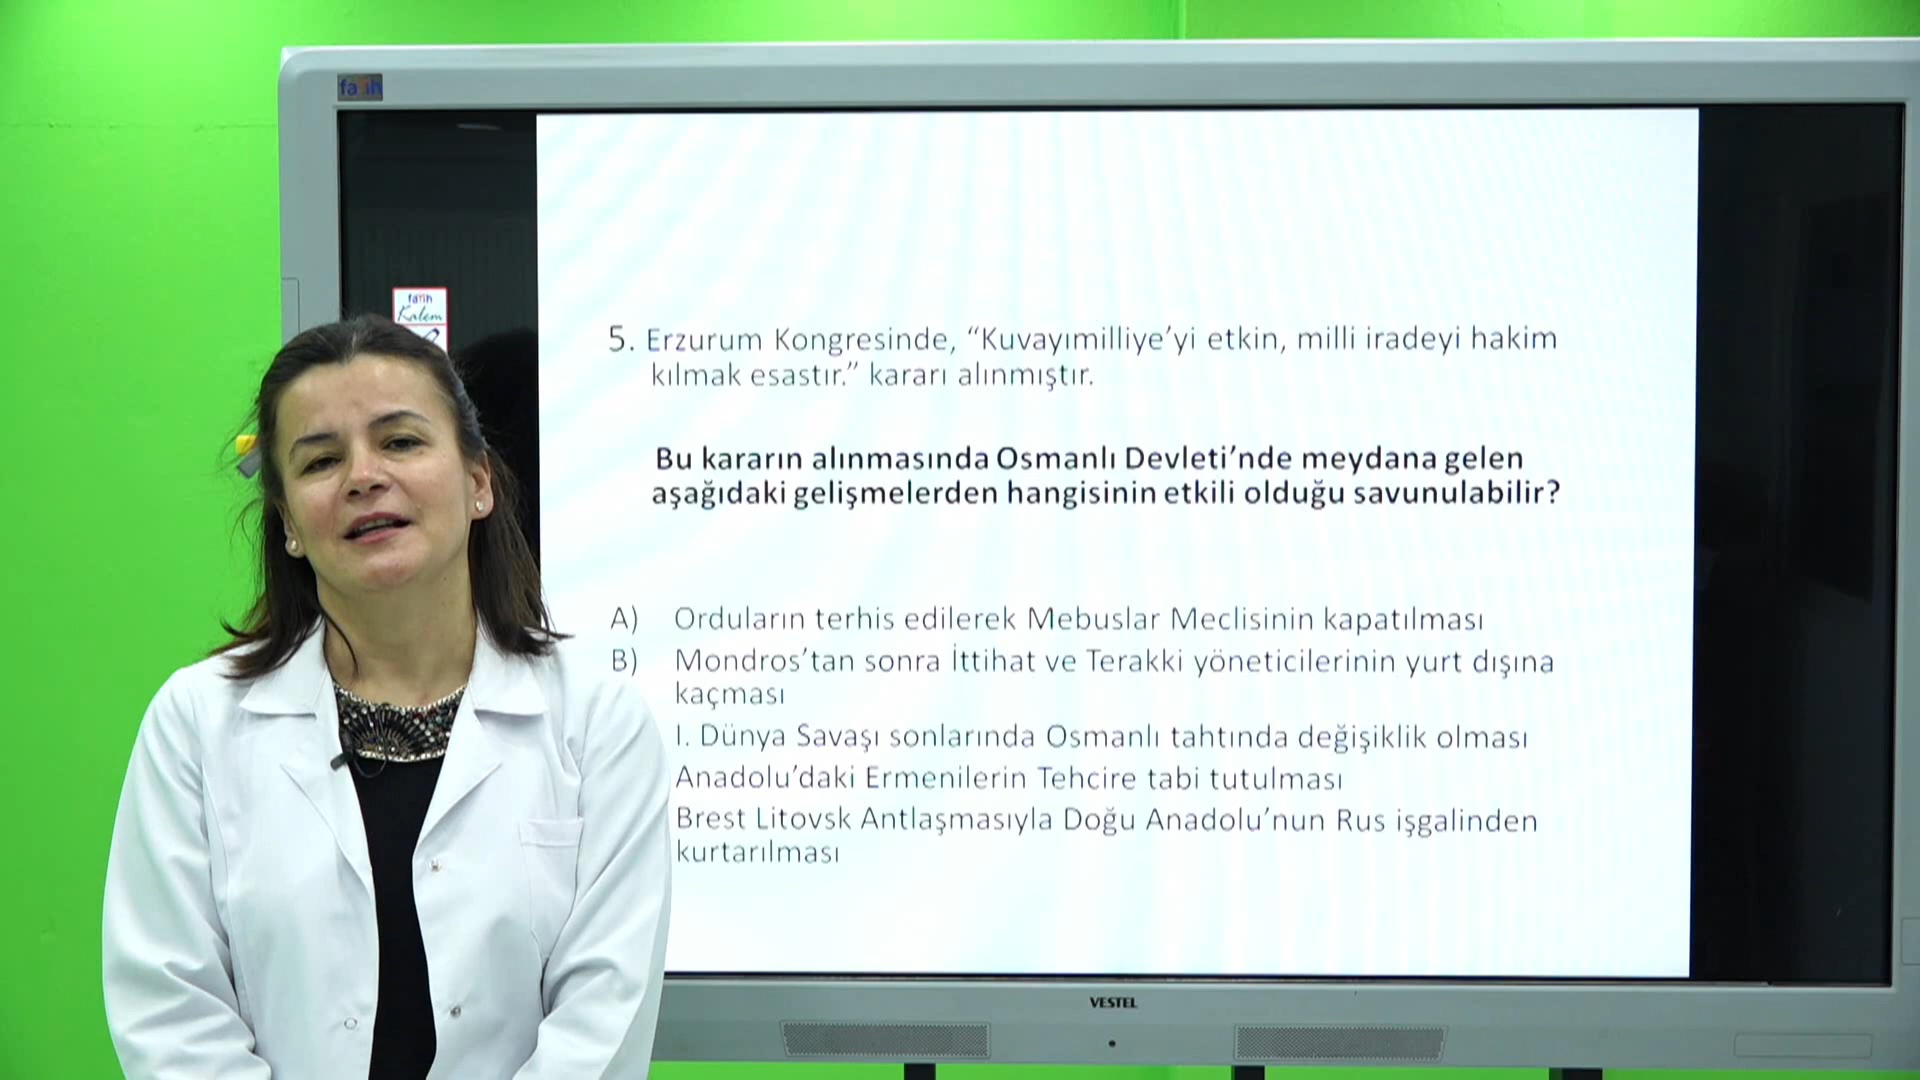 fatih
fatih
Kalem
5. Erzurum Kongresinde, “Kuvayımilliye’yi etkin, milli iradeyi hakim
kılmak esastır.” kararı alınmıştır.
Bu kararın alınmasında Osmanlı Devleti’nde meydana gelen
aşağıdaki gelişmelerden hangisinin etkili olduğu savunulabilir?
A) Orduların terhis edilerek Mebuslar Meclisinin kapatılması
B) Mondros’tan sonra İttihat ve Terakki yöneticilerinin yurt dışına
kaçması
I. Dünya Savaşı sonlarında Osmanlı tahtında değişiklik olması
Anadolu’daki Ermenilerin Tehcire tabi tutulması
Brest Litovsk Antlaşmasıyla Doğu Anadolu’nun Rus işgalinden
kurtarılması
VESTEL